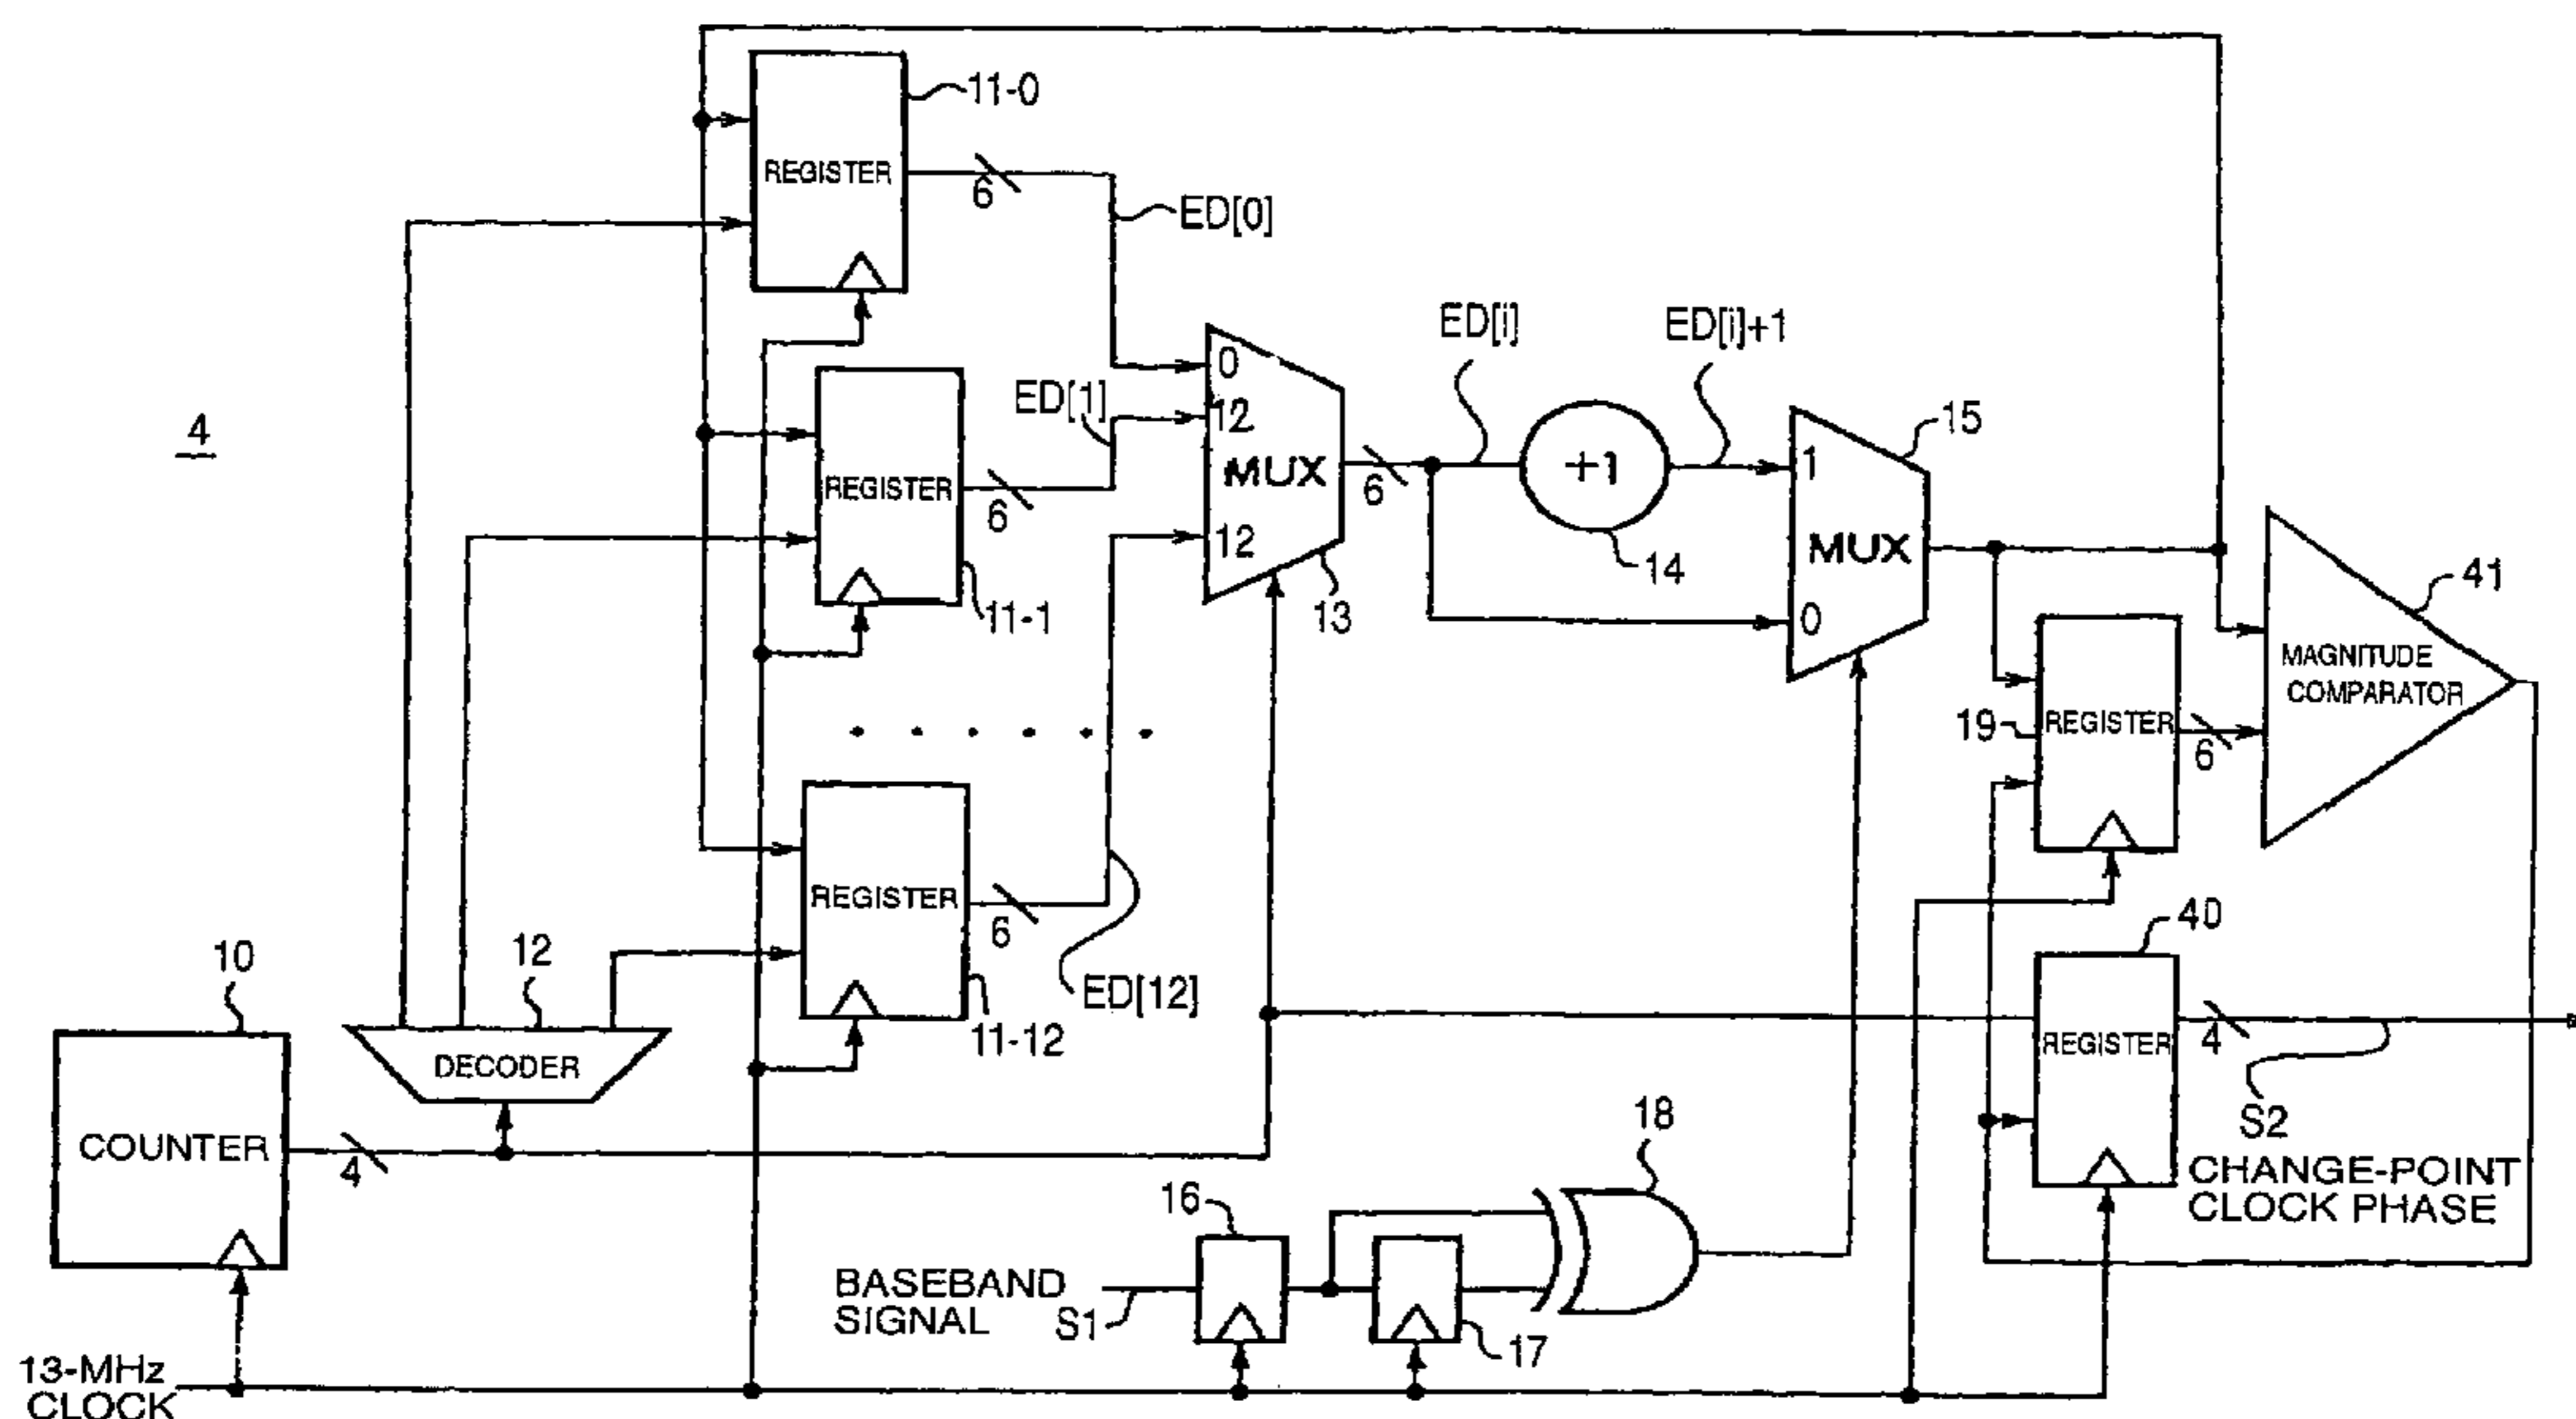 11-0
REGISTER
6
ED[0]
4
ED[i]
ED[i]+1
0
ED[1]
12
MUX
12
13
6
+1
14
1
15
MUX
0
REGISTER
6
11-1
41
MAGNITUDE
COMPARATOR
19
REGISTER
6
REGISTER
6
ED[12]
11-12
10
12
DECODER
COUNTER
4
40
REGISTER
4
S2
CHANGE-POINT
CLOCK PHASE
18
16
17
BASEBAND
SIGNAL
S1
13-MHz
CLOCK